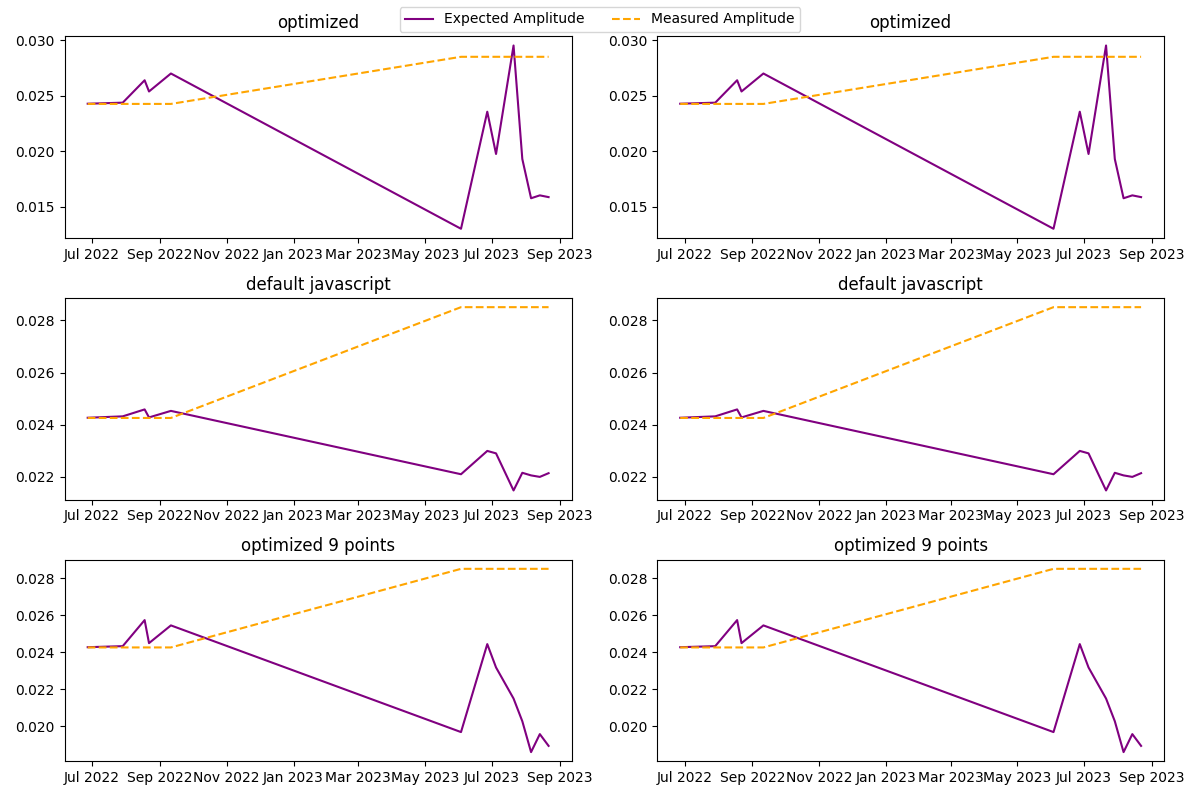 Expected Amplitude Measured Amplitude
optimized optimized
0.030 0.030
0.025 0.025
0.020 0.020
0.015 0.015
Jul 2022 Sep 2022 Nov 2022 Jan 2023 Mar 2023 May 2023 Jul 2023 Sep 2023 Jul 2022 Sep 2022 Nov 2022 Jan 2023 Mar 2023 May 2023 Jul 2023 Sep 2023
default javascript default javascript
0.028 0.028
0.026 0.026
0.024 0.024
0.022 0.022
Jul 2022 Sep 2022 Nov 2022 Jan 2023 Mar 2023 May 2023 Jul 2023 Sep 2023 Jul 2022 Sep 2022 Nov 2022 Jan 2023 Mar 2023 May 2023 Jul 2023 Sep 2023
optimized 9 points optimized 9 points
0.028 0.028
0.026 0.026
0.024 0.024
0.022 0.022
0.020 0.020
Jul 2022 Sep 2022 Nov 2022 Jan 2023 Mar 2023 May 2023 Jul 2023 Sep 2023 Jul 2022 Sep 2022 Nov 2022 Jan 2023 Mar 2023 May 2023 Jul 2023 Sep 2023